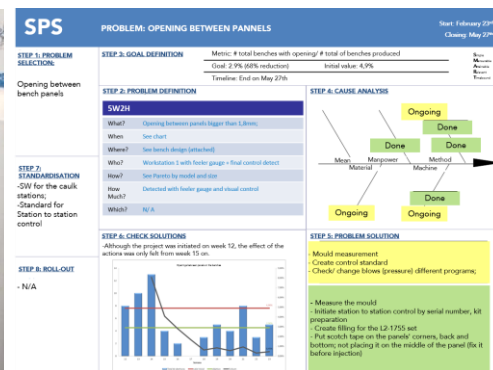 SPS
PROBLEM: OPENING BETWEEN PANNELS
Start: February 23rd
Closing: May 27th
STEP 1: PROBLEM SELECTION:
Opening between
bench panels
STEP 3: GOAL DEFINITION
Metric: # total benches with opening/ # total of benches produced
Goal: 2.9% (68% reduction)
Initial value: 4,9%
Timeline: End on May 27th
STEP 2: PROBLEM DEFINITION
5W2H
What? Opening between panels bigger than 1,8mm;
When See chart
Where? See bench design (attached)
Who? Workstation 2 with feeler gauge + final control detect
How? See Pareto by model and size
How Much? Detected with feeler gauge and visual control
Which? N/ A
STEP 4: CAUSE ANALYSIS
Ongoing
Done
Done
Done
Mean
Manpower
Method
Material
Machine
Done
Ongoing
Ongoing
STEP 7:
STANDARDISATION
-SW for the caulk
stations;
-Standard for
Station to station
control
STEP 8: ROLL-OUT
- N/A
STEP 6: CHECK SOLUTIONS
-Although the project was initiated on week 12, the effect of the
actions was only felt from week 15 on.
STEP 5: PROBLEM SOLUTION
- Mould measurement
- Create control standard
- Check/ change blows (pressure) different programs;
- Measure the mould
- Initiate station to station control by serial number, kit
preparation
- Create filling for the L2-1755 set
- Put scotch tape on the panels' corners, back and
bottom; not placing it on the middle of the panel (fix it
before injection)